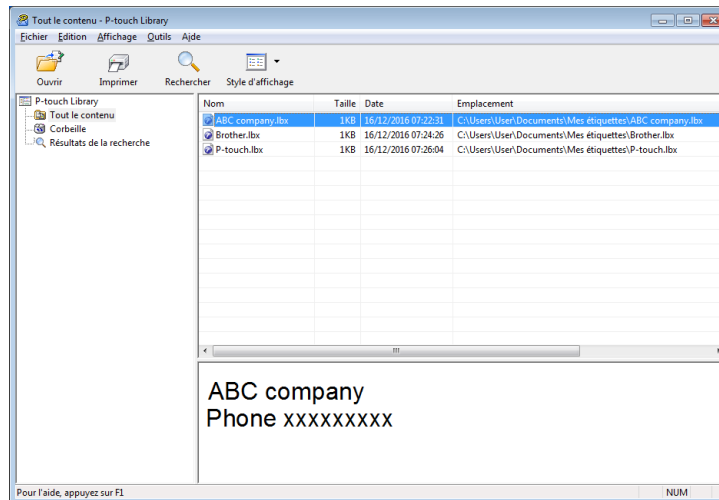 Tout le contenu - P-touch Library
Fichier Edition Affichage Outils Aide
Ouvrir Imprimer Rechercher Style d'affichage
P-touch Library
Tout le contenu
Corbeille
Résultats de la recherche
Nom Taille Date Emplacement
ABC company.lbx 1KB 16/12/2016 07:22:31 C:\Users\User\Documents\Mes étiquettes\ABC company.lbx
Brother.lbx 1KB 16/12/2016 07:24:26 C:\Users\User\Documents\Mes étiquettes\Brother.lbx
P-touch.lbx 1KB 16/12/2016 07:26:04 C:\Users\User\Documents\Mes étiquettes\P-touch.lbx
ABC company
Phone xxxxxxxxx
Pour l'aide, appuyez sur F1 NUM